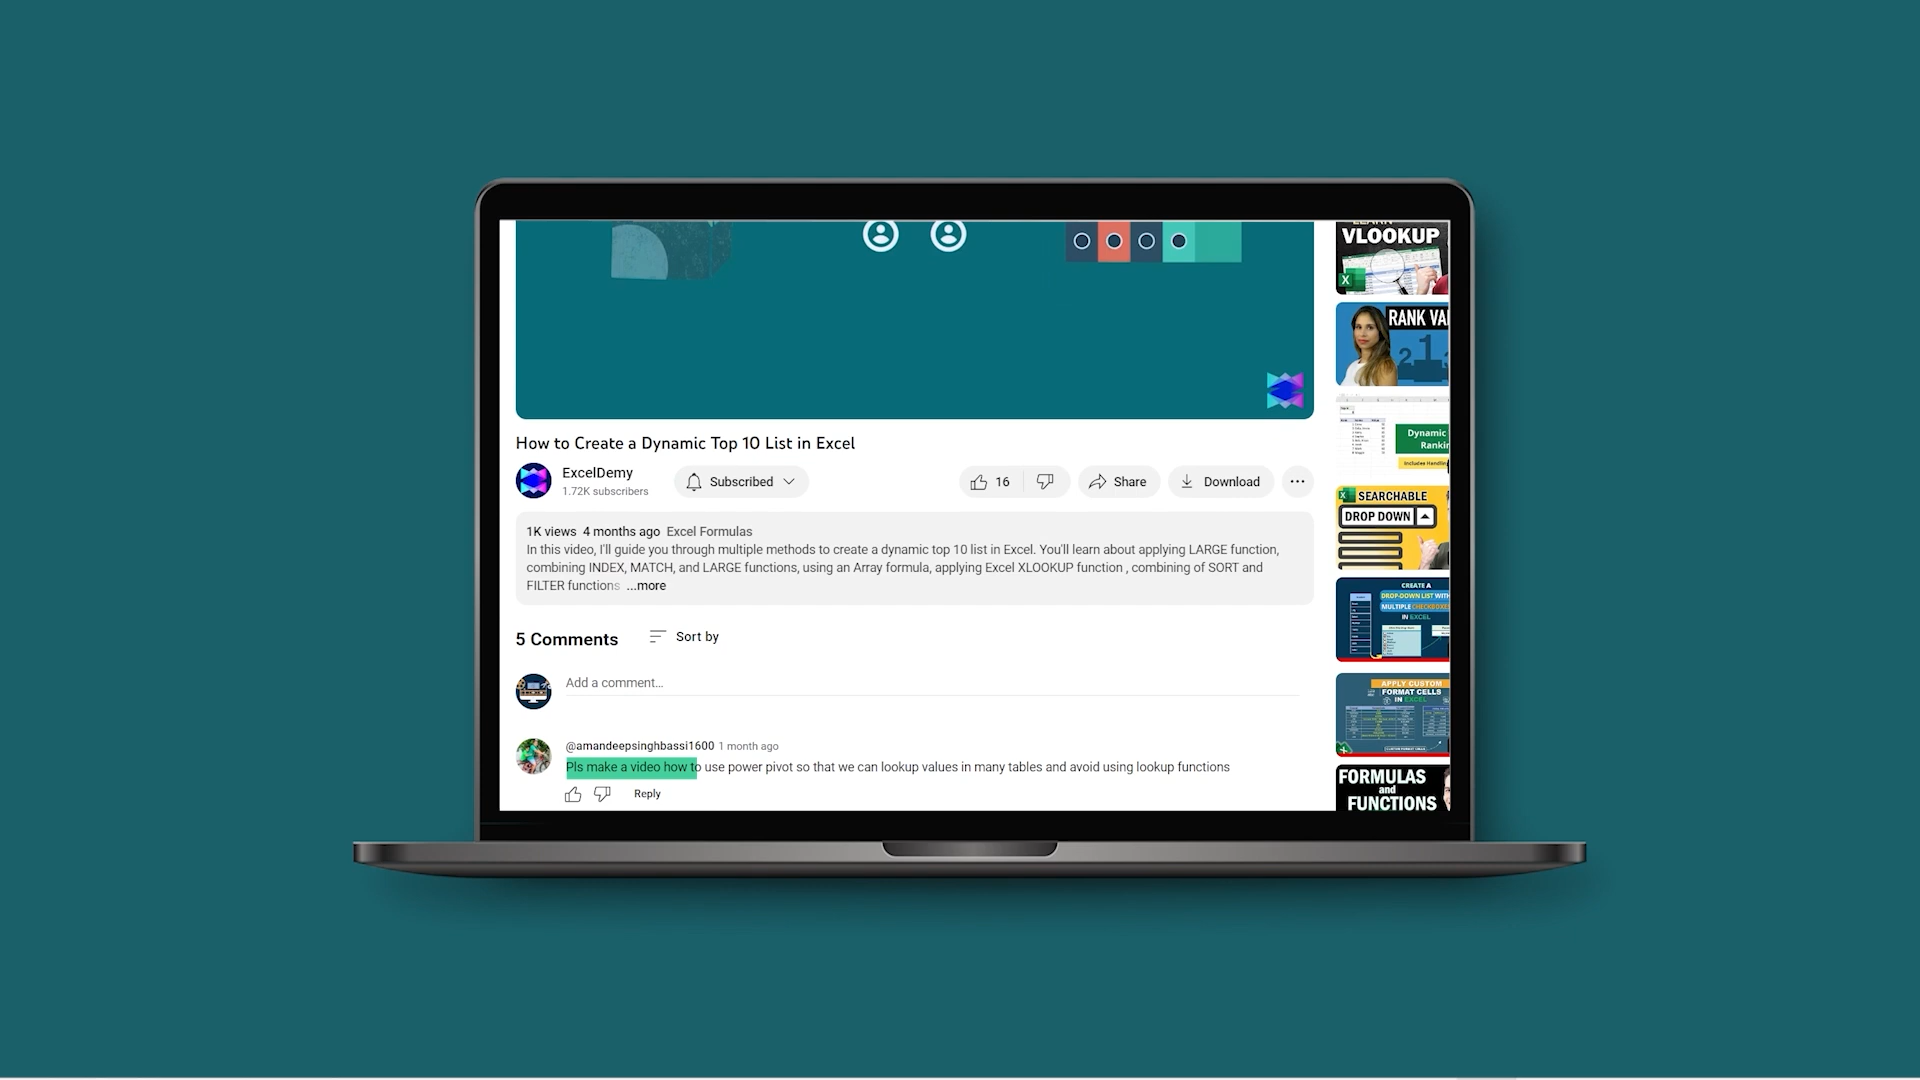 How to Create a Dynamic Top 10 List in Excel
ExcelDemy
1.72K subscribers
Subscribed
16
Share
Download
1K views 4 months ago Excel Formulas
In this video, I'll guide you through multiple methods to create a dynamic top 10 list in Excel. You'll learn about applying LARGE function,
combining INDEX, MATCH, and LARGE functions, using an Array formula, applying Excel XLOOKUP function , combining of SORT and
FILTER functions ...more
5 Comments
Sort by
Add a comment...
@amandeepsinghbassi1600 1 month ago
Pls make a video how to use power pivot so that we can lookup values in many tables and avoid using lookup functions
Reply
VLOOKUP
X
RANK VA
2 1
Dynamic
Rankin
Includes Handlin
X
SEARCHABLE
DROP DOWN
CREATE A
DROP-DOWN LIST WITH
MULTIPLE CHECKBOXES
IN EXCEL
APPLY CUSTOM
FORMAT CELLS
IN EXCEL
FORMULAS
and
FUNCTIONS